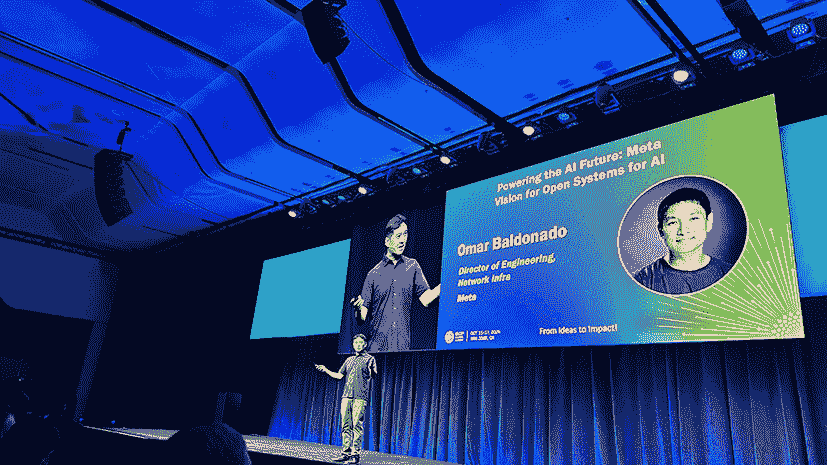 Powering the AI Future: Meta
Vision for Open Systems for AI
Omar Baldonado
Director of Engineering,
Network Infra
Meta
From Ideas to Impact!